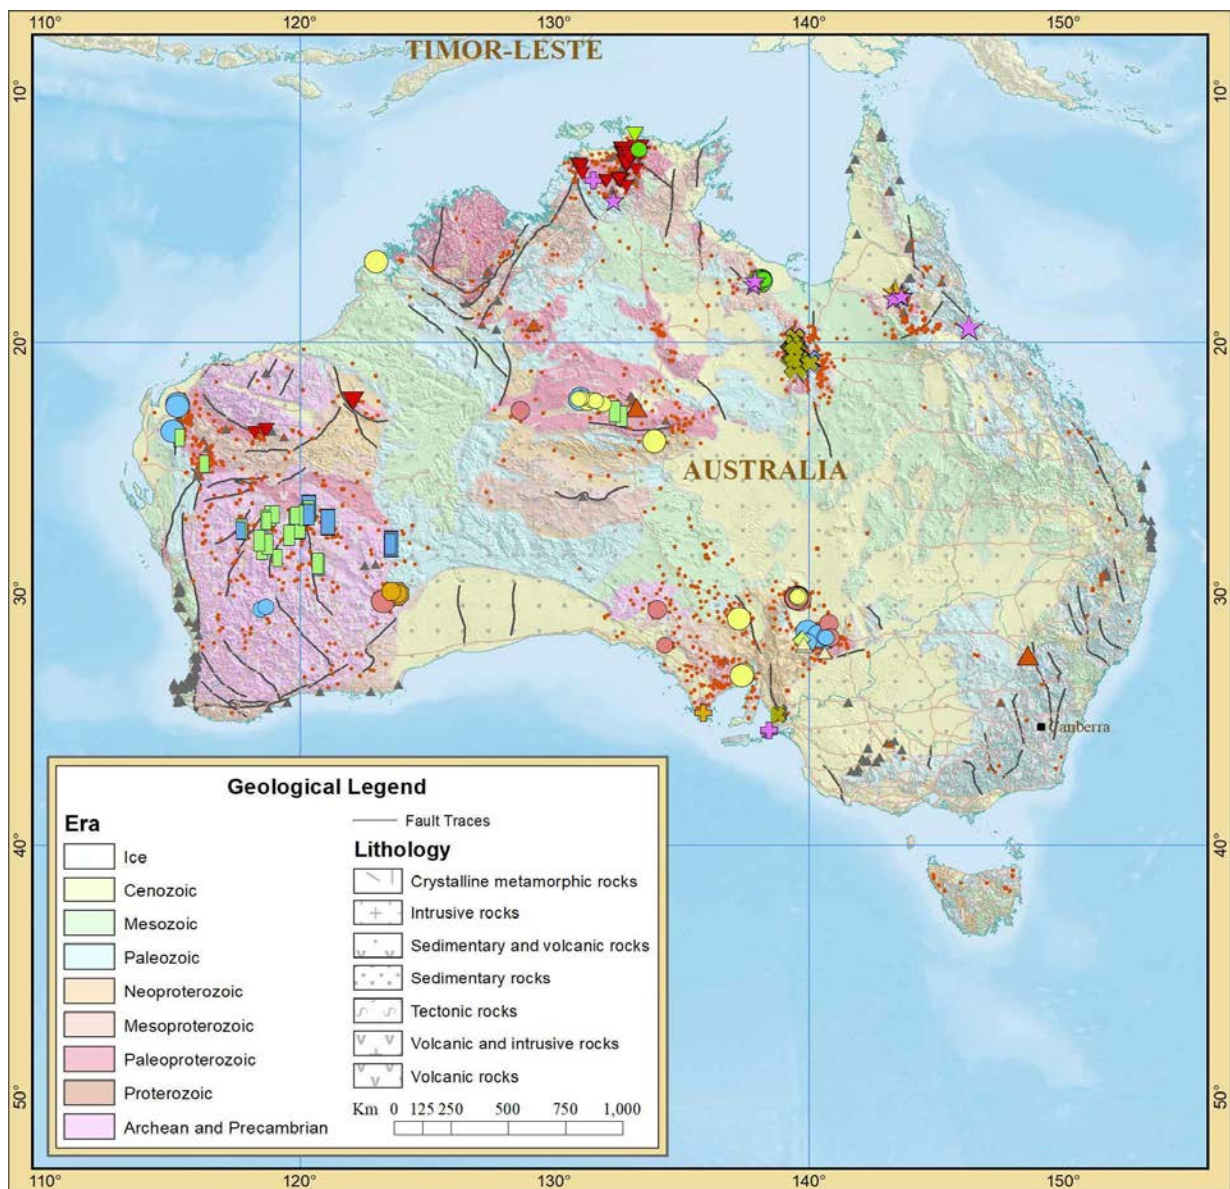 110° 120° 130° 140° 150°
TIMOR-LESTE
10° 10°
20° 20°
AUSTRALIA
30° 30°
Canberra
Geological Legend
Era
Ice
Cenozoic
Mesozoic
Paleozoic
Neoproterozoic
Mesoproterozoic
Paleoproterozoic
Proterozoic
Archean and Precambrian
Fault Traces
Lithology
Crystalline metamorphic rocks
Intrusive rocks
Sedimentary and volcanic rocks
Sedimentary rocks
Tectonic rocks
Volcanic and intrusive rocks
Volcanic rocks
Km 0 125 250 500 750 1,000
40° 40°
50° 50°
110° 120° 130° 140° 150°